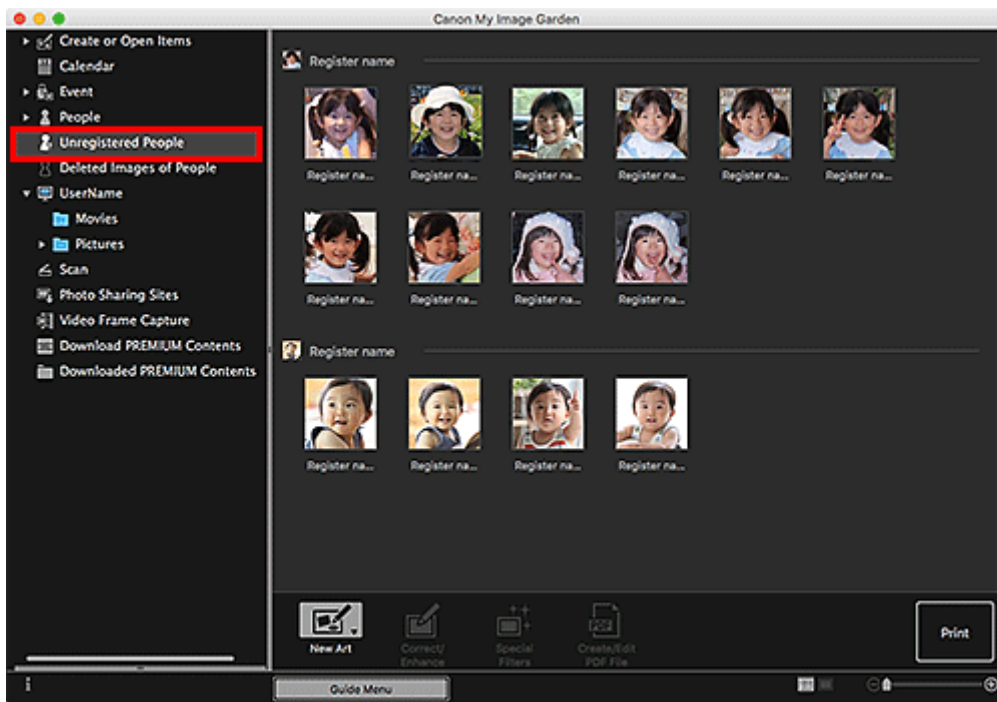 Canon My Image Garden
Create or Open Items
Calendar
Event
People
Unregistered People
Deleted Images of People
UserName
Movies
Pictures
Scan
Photo Sharing Sites
Video Frame Capture
Download PREMIUM Contents
Downloaded PREMIUM Contents
Register name
Register na... Register na... Register na... Register na... Register na... Register na...
Register na... Register na... Register na... Register na...
Register name
Register na... Register na... Register na... Register na...
New Art
Correct/
Enhance
Special
Filters
Create/Edit
PDF File
PDF
Print
Guide Menu